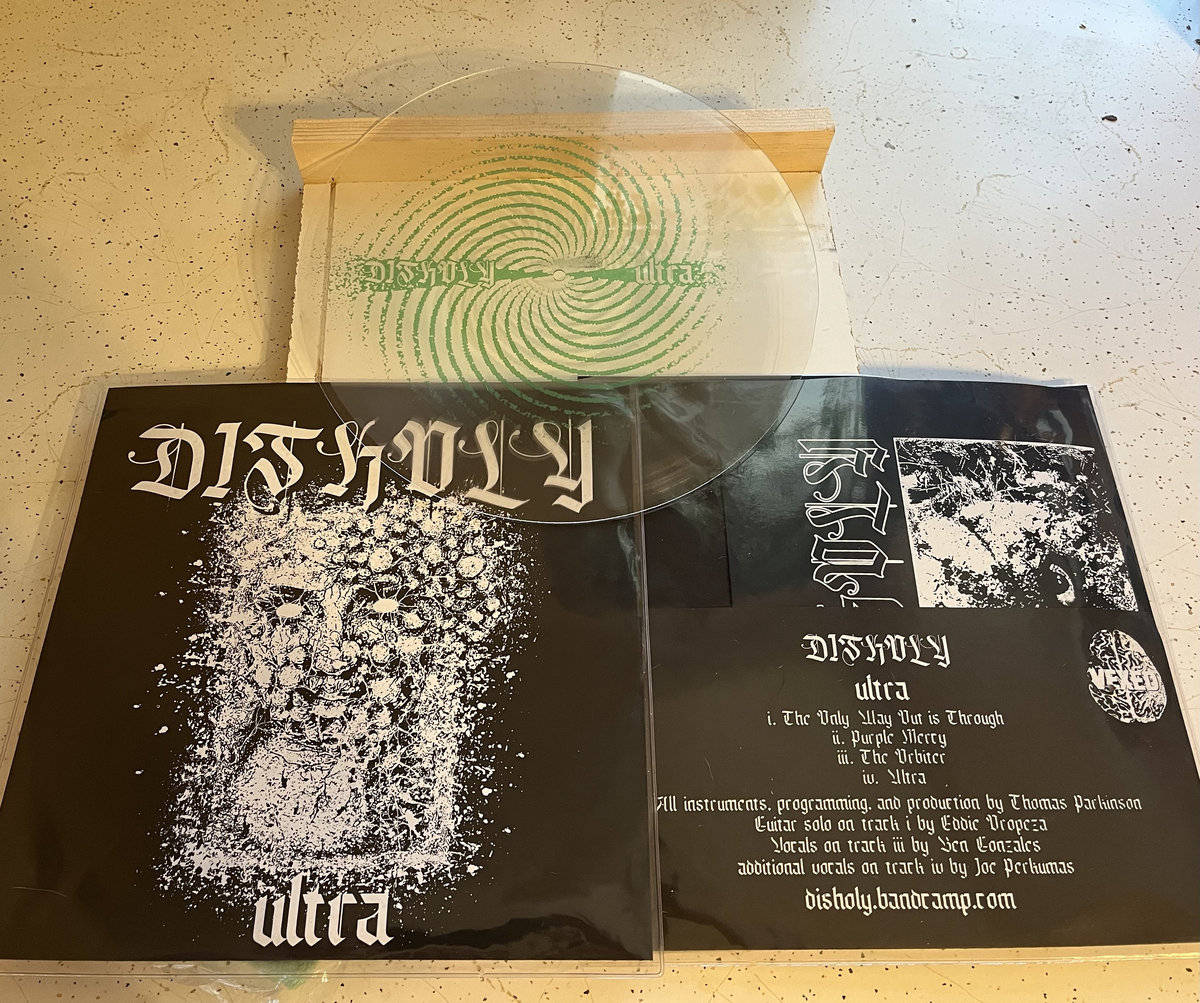 DISHOLY ultra
DISHOLY
ultra
DISHOLY
ultra
i. The Only Way Out is Through
ii. Purple Mercy
iii. The Orbiter
iv. Ultra
All instruments, programming, and production by Thomas Parkinson
Guitar solo on track i by Eddie Oropeza
Vocals on track iii by Ben Gonzales
additional vocals on track iv by Joe Perkumas
disholy.bandcamp.com
VEXED